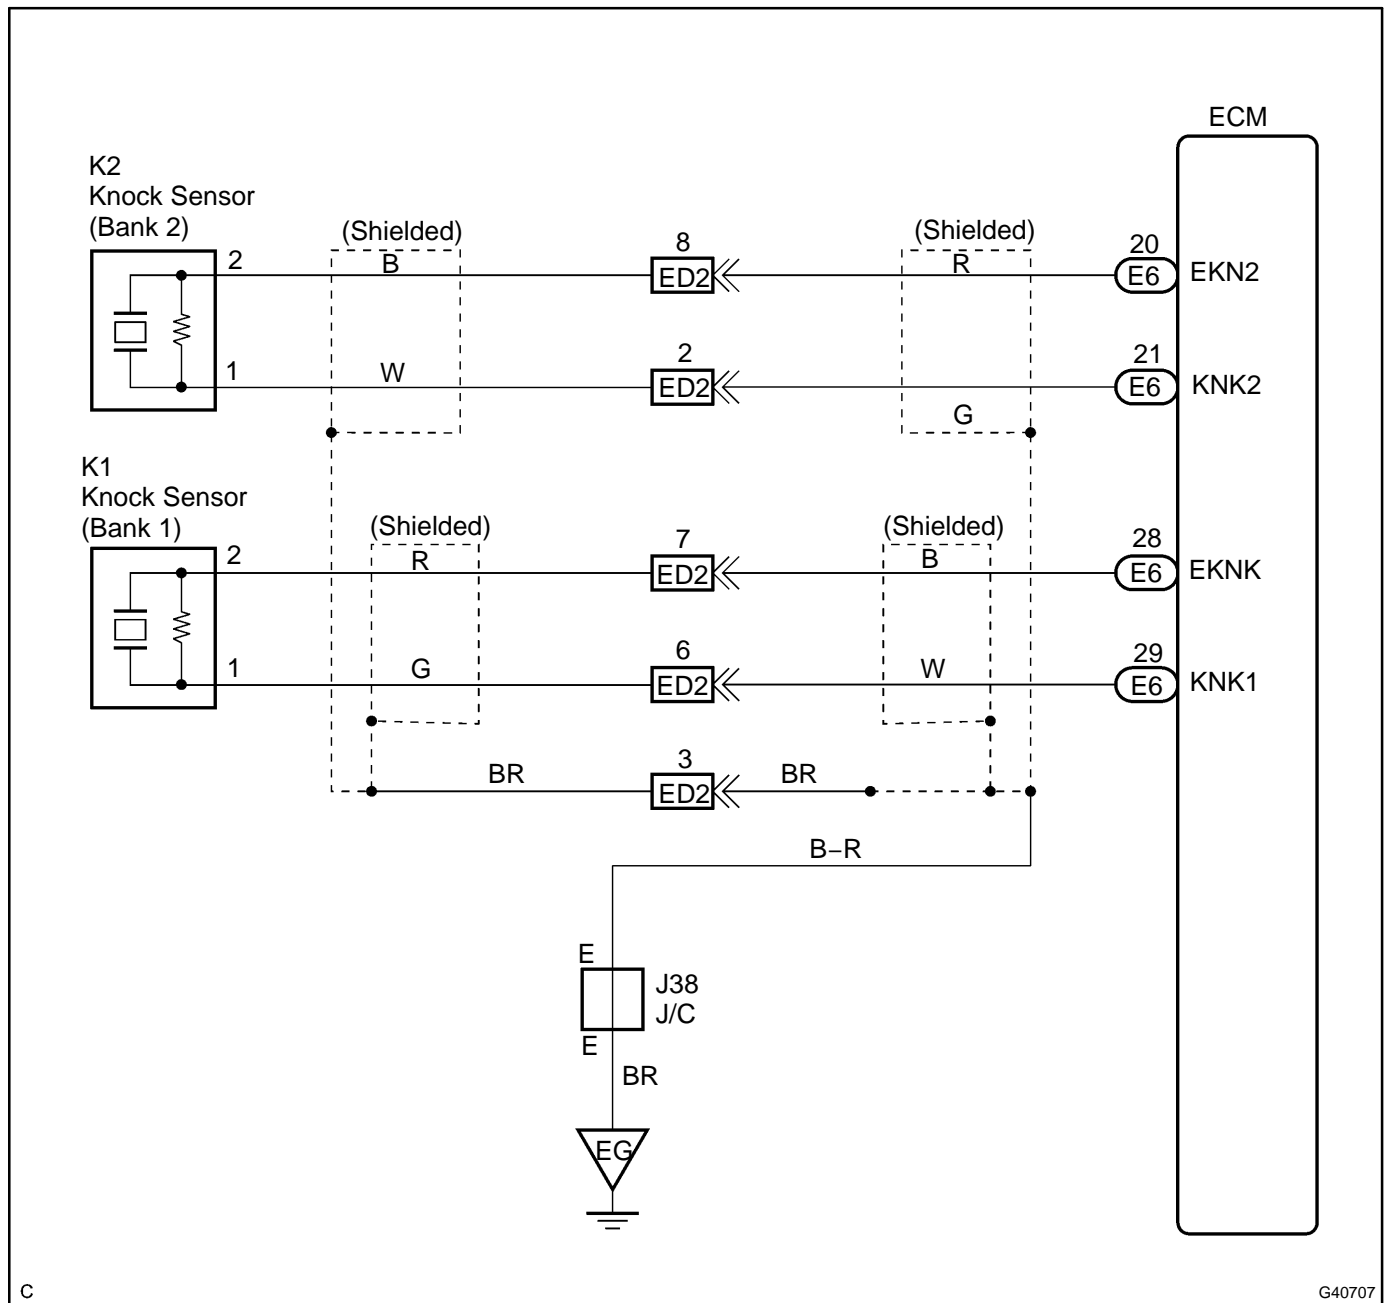 ECM
K2
Knock Sensor
(Bank 2)
(Shielded)
(Shielded)
2
B
8
ED2
R
20
E6
EKN2
1
W
2
ED2
G
21
E6
KNK2
K1
Knock Sensor
(Bank 1)
(Shielded)
(Shielded)
2
R
7
ED2
B
28
E6
EKNK
1
G
6
ED2
W
29
E6
KNK1
BR
3
ED2
BR
B–R
E
J38
J/C
E
BR
EG
C
G40707